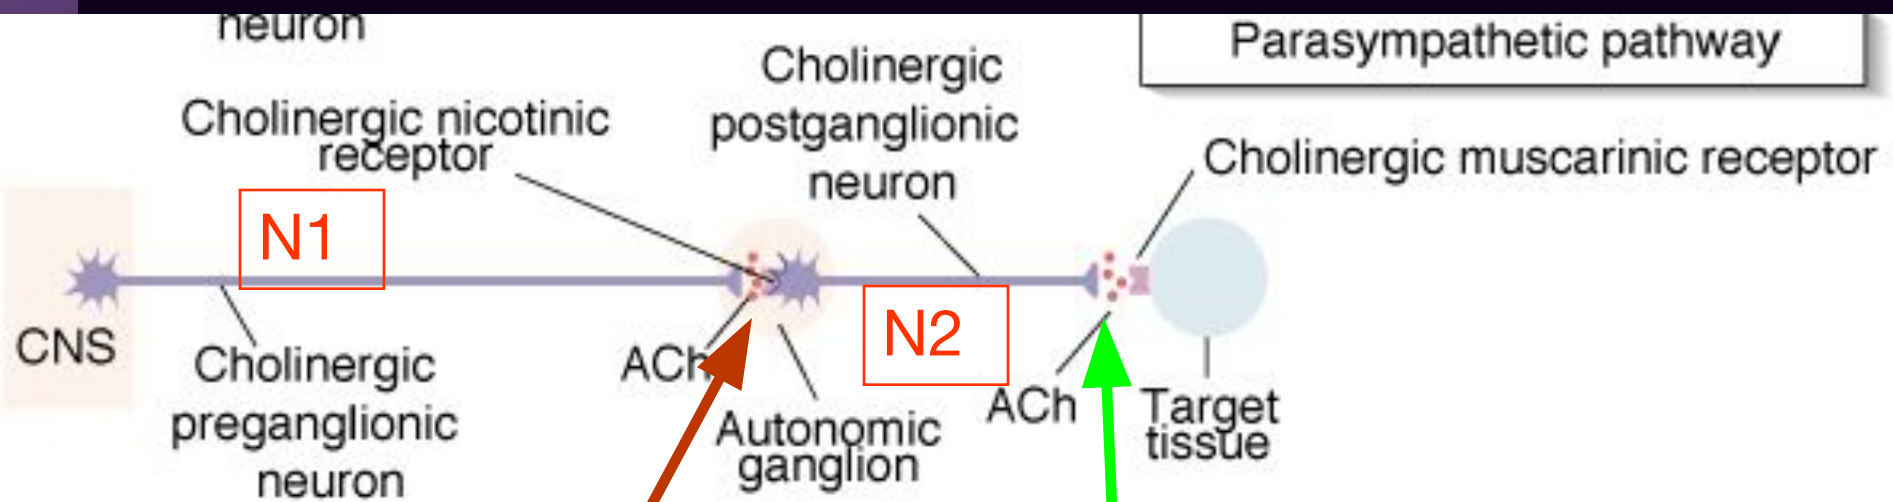 neuron
Parasympathetic pathway
Cholinergic nicotinic
receptor
Cholinergic
postganglionic
neuron
Cholinergic muscarinic receptor
N1
N2
CNS
Cholinergic
preganglionic
neuron
ACh
Autonomic
ganglion
ACh
Target
tissue